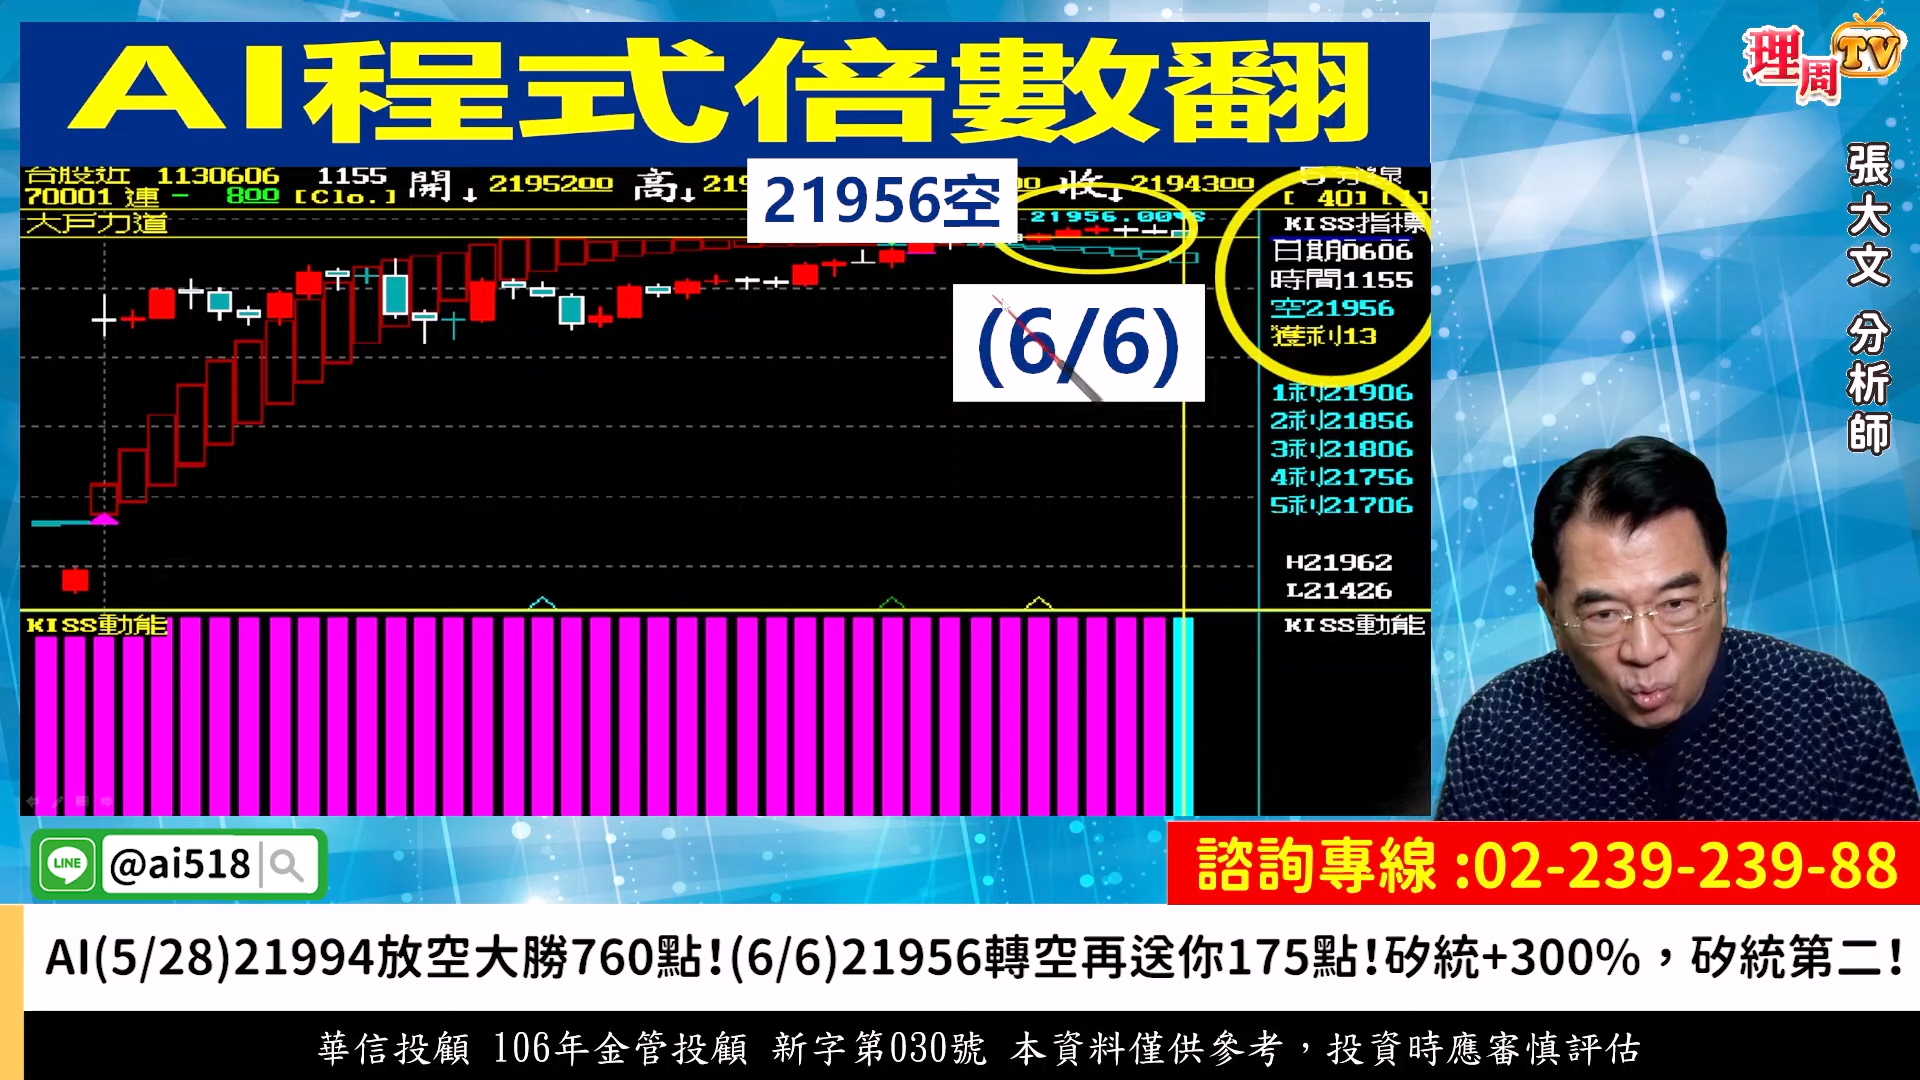 AI程式倍數翻
理周TV
張大文 分析師
台股近 1130606 1155 開↓ 2195200 高↓ 收↓ 2194300 5分線
70001 連 - 800 [Clo.] [ 40]
大戶力道
21956空
21956.00
(6/6)
KISS指標
日期0606
時間1155
空21956
獲利13
1利21906
2利21856
3利21806
4利21756
5利21706
H21962
L21426
KISS動能
KISS動能
LINE @ai518
諮詢專線 :02-239-239-88
AI(5/28)21994放空大勝760點!(6/6)21956轉空再送你175點!矽統+300%，矽統第二!
華信投顧 106年金管投顧 新字第030號 本資料僅供參考，投資時應審慎評估